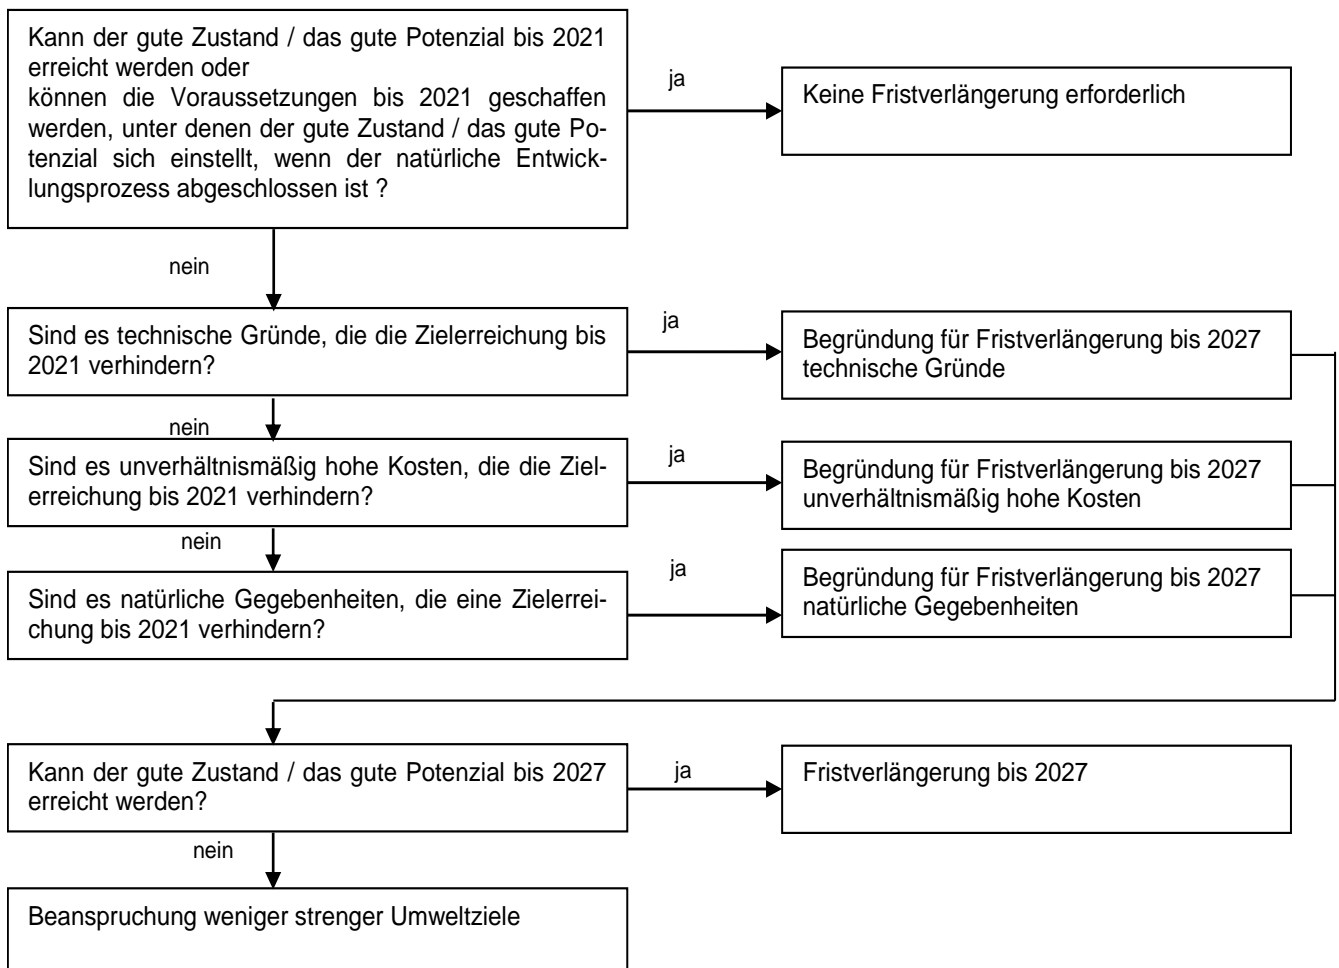 Kann der gute Zustand / das gute Potenzial bis 2021
erreicht werden oder
können die Voraussetzungen bis 2021 geschaffen
werden, unter denen der gute Zustand / das gute Po-
tenzial sich einstellt, wenn der natürliche Entwick-
lungsprozess abgeschlossen ist ?
ja
Keine Fristverlängerung erforderlich
nein
Sind es technische Gründe, die die Zielerreichung bis
2021 verhindern?
ja
Begründung für Fristverlängerung bis 2027
technische Gründe
nein
Sind es unverhältnismäßig hohe Kosten, die die Ziel-
erreichung bis 2021 verhindern?
ja
Begründung für Fristverlängerung bis 2027
unverhältnismäßig hohe Kosten
nein
Sind es natürliche Gegebenheiten, die eine Zielerrei-
chung bis 2021 verhindern?
ja
Begründung für Fristverlängerung bis 2027
natürliche Gegebenheiten
Kann der gute Zustand / das gute Potenzial bis 2027
erreicht werden?
ja
Fristverlängerung bis 2027
nein
Beanspruchung weniger strenger Umweltziele